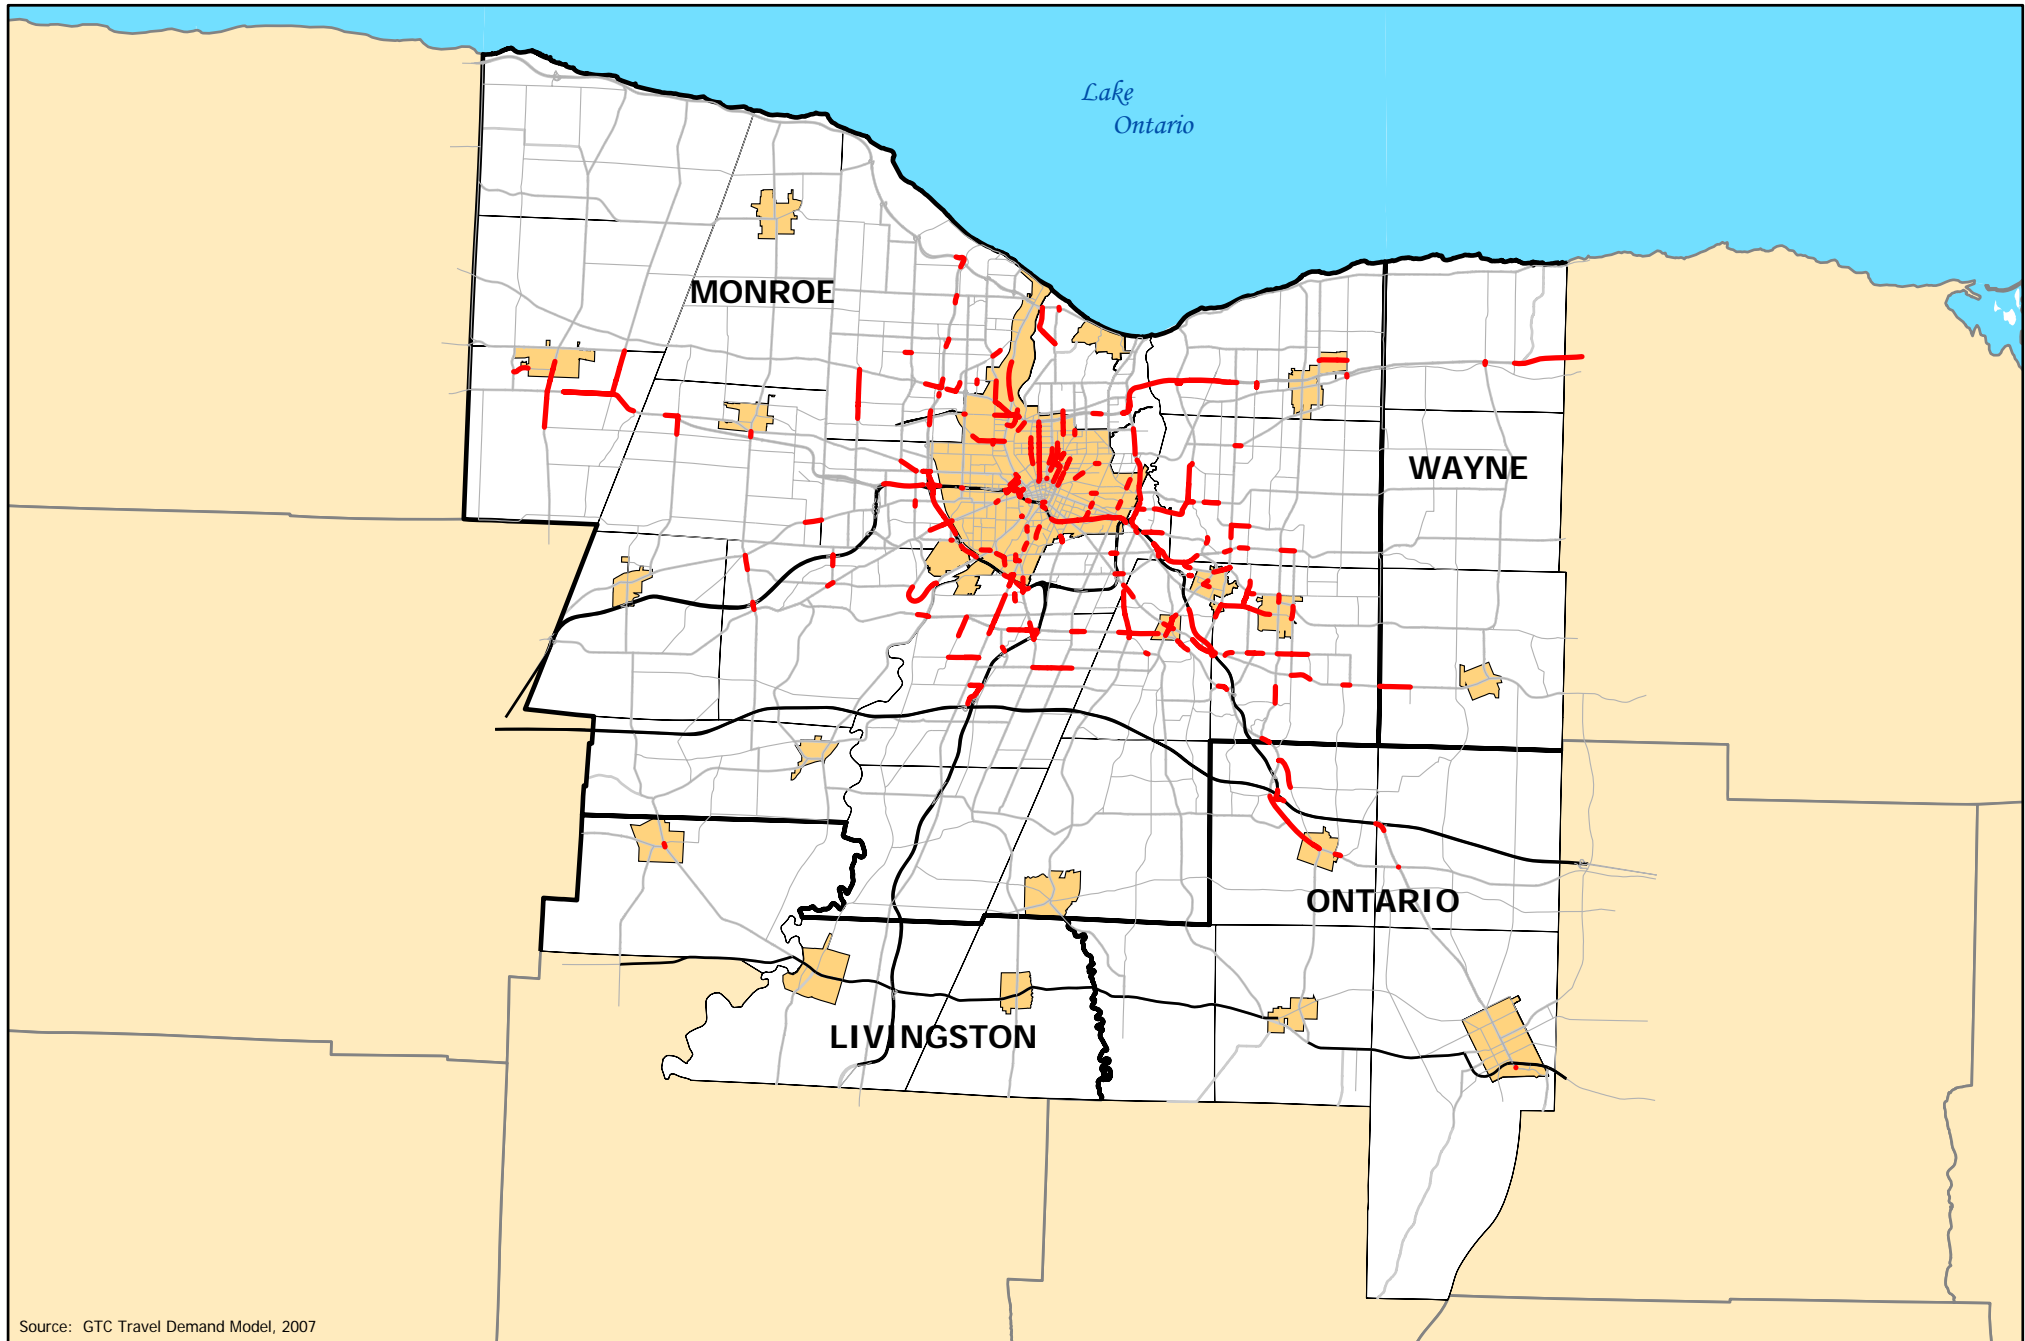 Lake
Ontario
MONROE
WAYNE
ONTARIO
LIVINGSTON
Source: GTC Travel Demand Model, 2007